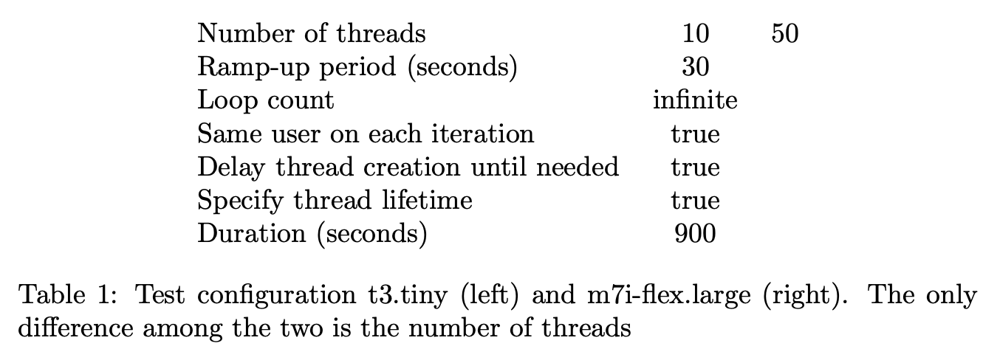 Number of threads 10 50
Ramp-up period (seconds) 30
Loop count infinite
Same user on each iteration true
Delay thread creation until needed true
Specify thread lifetime true
Duration (seconds) 900
Table 1: Test configuration t3.tiny (left) and m7i-flex.large (right). The only
difference among the two is the number of threads